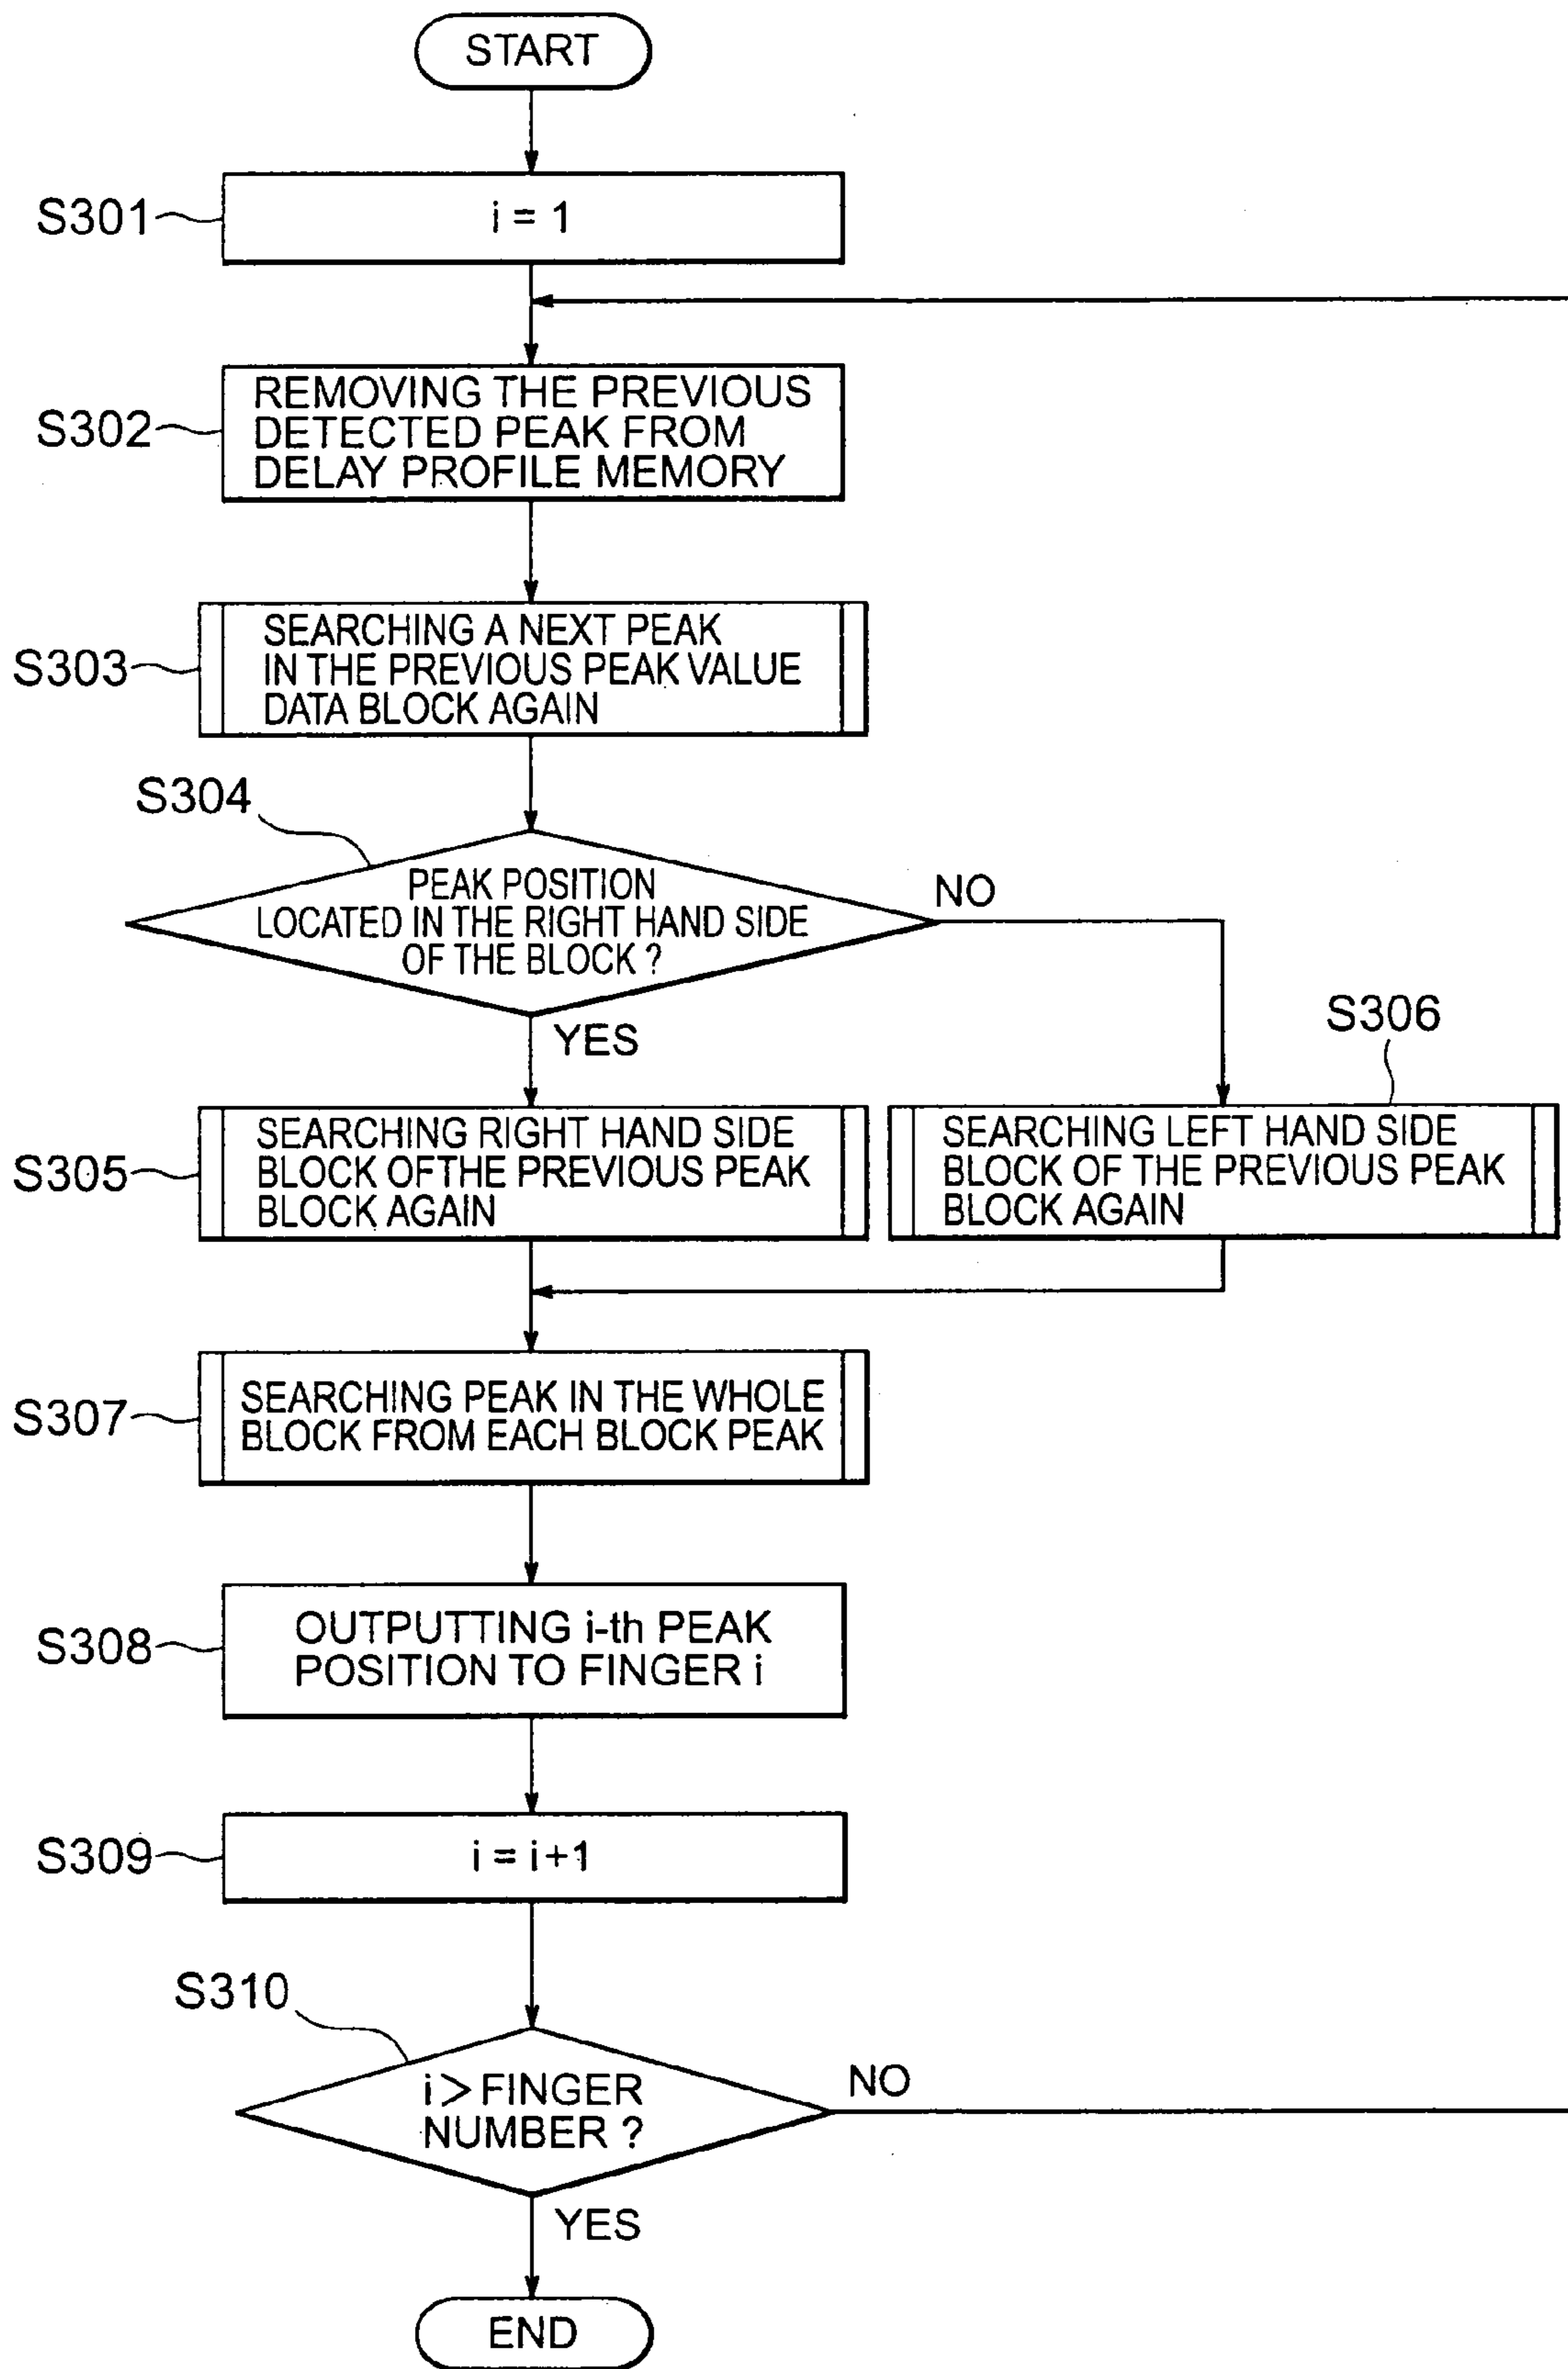 START
S301
i = 1
S302
REMOVING THE PREVIOUS
DETECTED PEAK FROM
DELAY PROFILE MEMORY
S303
SEARCHING A NEXT PEAK
IN THE PREVIOUS PEAK VALUE
DATA BLOCK AGAIN
S304
PEAK POSITION
LOCATED IN THE RIGHT HAND SIDE
OF THE BLOCK ?
NO
YES
S305
SEARCHING RIGHT HAND SIDE
BLOCK OFTHE PREVIOUS PEAK
BLOCK AGAIN
S306
SEARCHING LEFT HAND SIDE
BLOCK OF THE PREVIOUS PEAK
BLOCK AGAIN
S307
SEARCHING PEAK IN THE WHOLE
BLOCK FROM EACH BLOCK PEAK
S308
OUTPUTTING i-th PEAK
POSITION TO FINGER i
S309
i = i+1
S310
i > FINGER
NUMBER ?
NO
YES
END